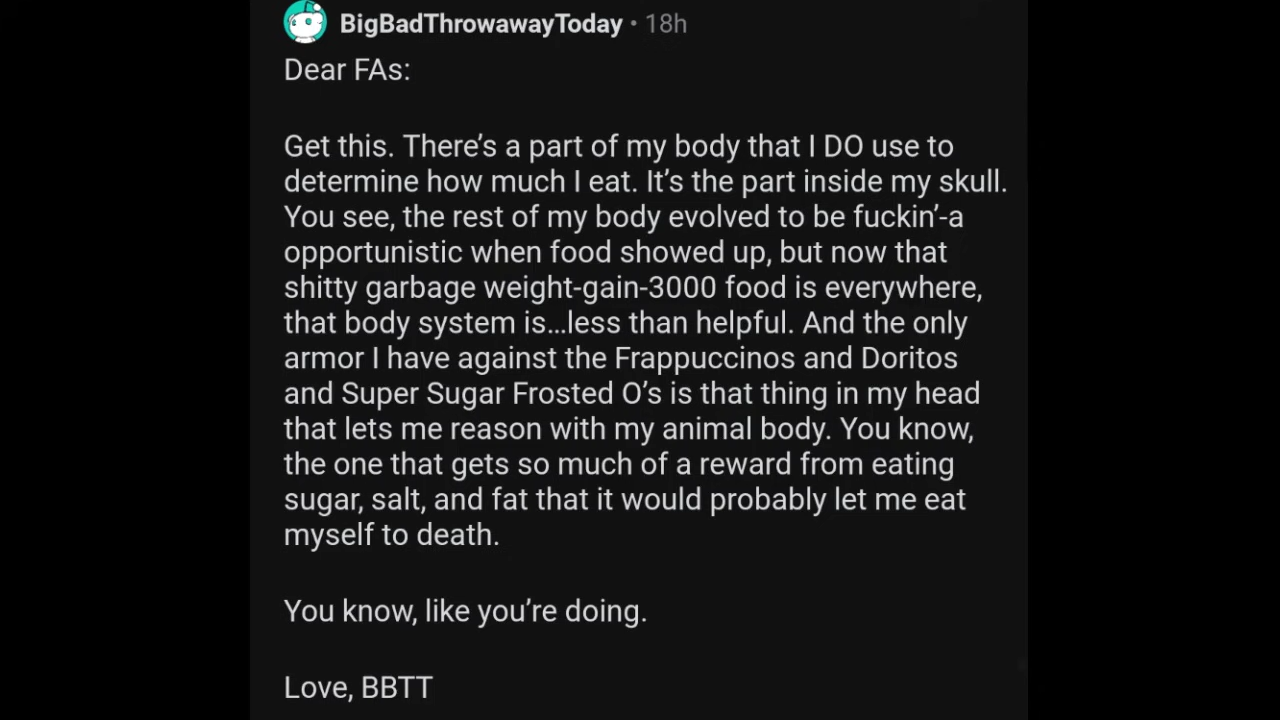 BigBadThrowawayToday • 18h
Dear FAs:
Get this. There’s a part of my body that I DO use to
determine how much I eat. It’s the part inside my skull.
You see, the rest of my body evolved to be fuckin’-a
opportunistic when food showed up, but now that
shitty garbage weight-gain-3000 food is everywhere,
that body system is…less than helpful. And the only
armor I have against the Frappuccinos and Doritos
and Super Sugar Frosted O’s is that thing in my head
that lets me reason with my animal body. You know,
the one that gets so much of a reward from eating
sugar, salt, and fat that it would probably let me eat
myself to death.
You know, like you’re doing.
Love, BBTT